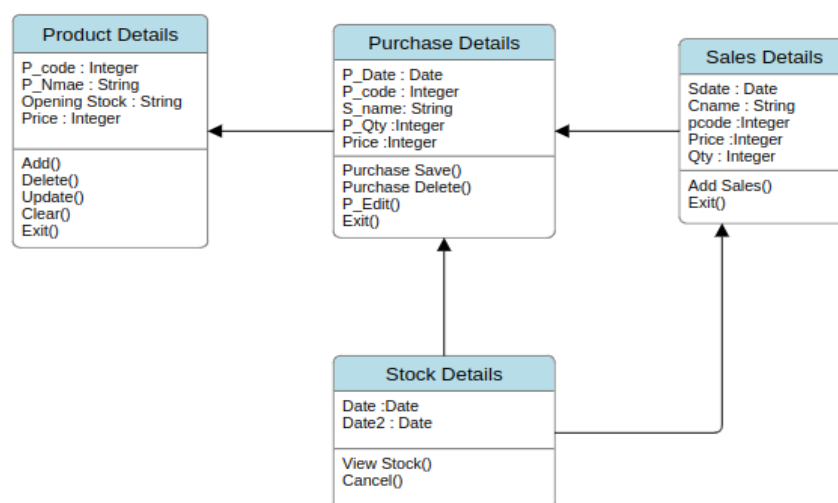 Product Details
P_code : Integer
P_Nmae : String
Opening Stock : String
Price : Integer
Add()
Delete()
Update()
Clear()
Exit()
Purchase Details
P_Date : Date
P_code : Integer
S_name: String
P_Qty :Integer
Price :Integer
Purchase Save()
Purchase Delete()
P_Edit()
Exit()
Sales Details
Sdate : Date
Cname : String
pcode :Integer
Price :Integer
Qty : Integer
Add Sales()
Exit()
Stock Details
Date :Date
Date2 : Date
View Stock()
Cancel()